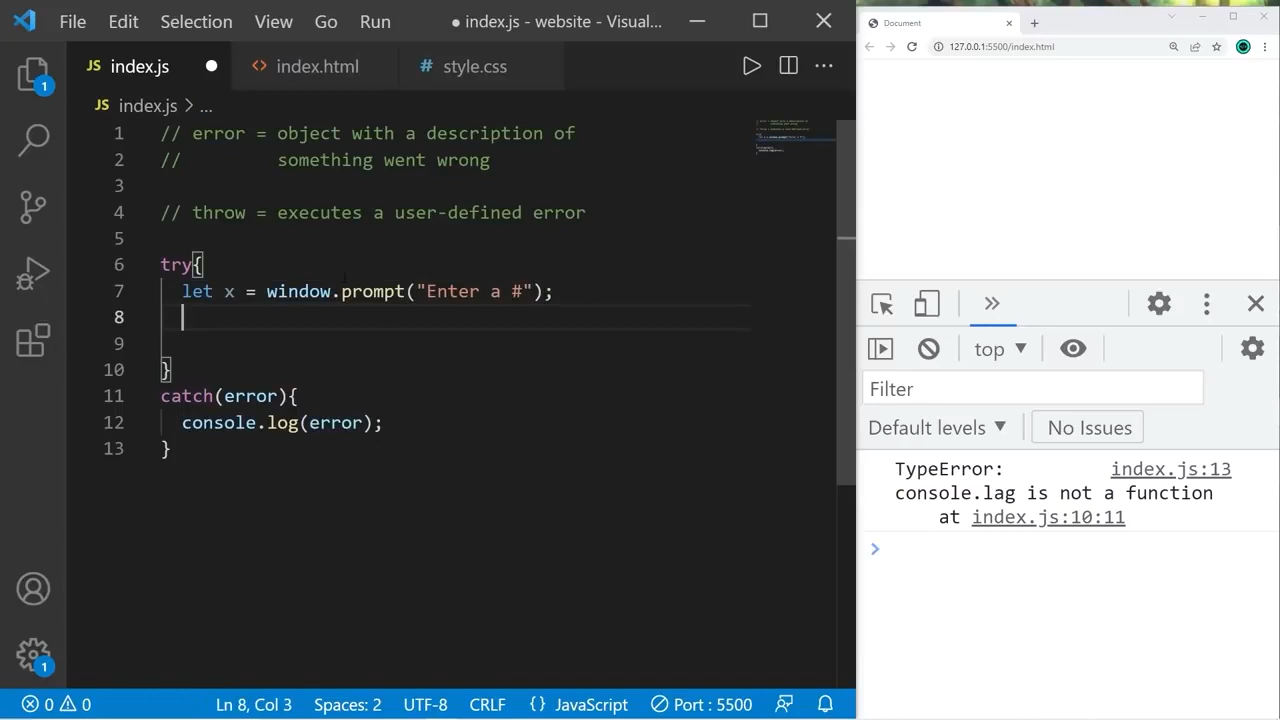 File Edit Selection View Go Run ● index.js - website - Visual...
JS index.js ●
<> index.html
# style.css
JS index.js > ...
1 // error = object with a description of
2 //         something went wrong
3
4 // throw = executes a user-defined error
5
6 try{
7   let x = window.prompt("Enter a #");
8
9
10 }
11 catch(error){
12   console.log(error);
13 }
1
1
0 0 Ln 8, Col 3 Spaces: 2 UTF-8 CRLF {} JavaScript Port : 5500
Document
127.0.0.1:5500/index.html
top ▼
Filter
Default levels ▼ No Issues
TypeError: index.js:13
console.lag is not a function
at index.js:10:11
>